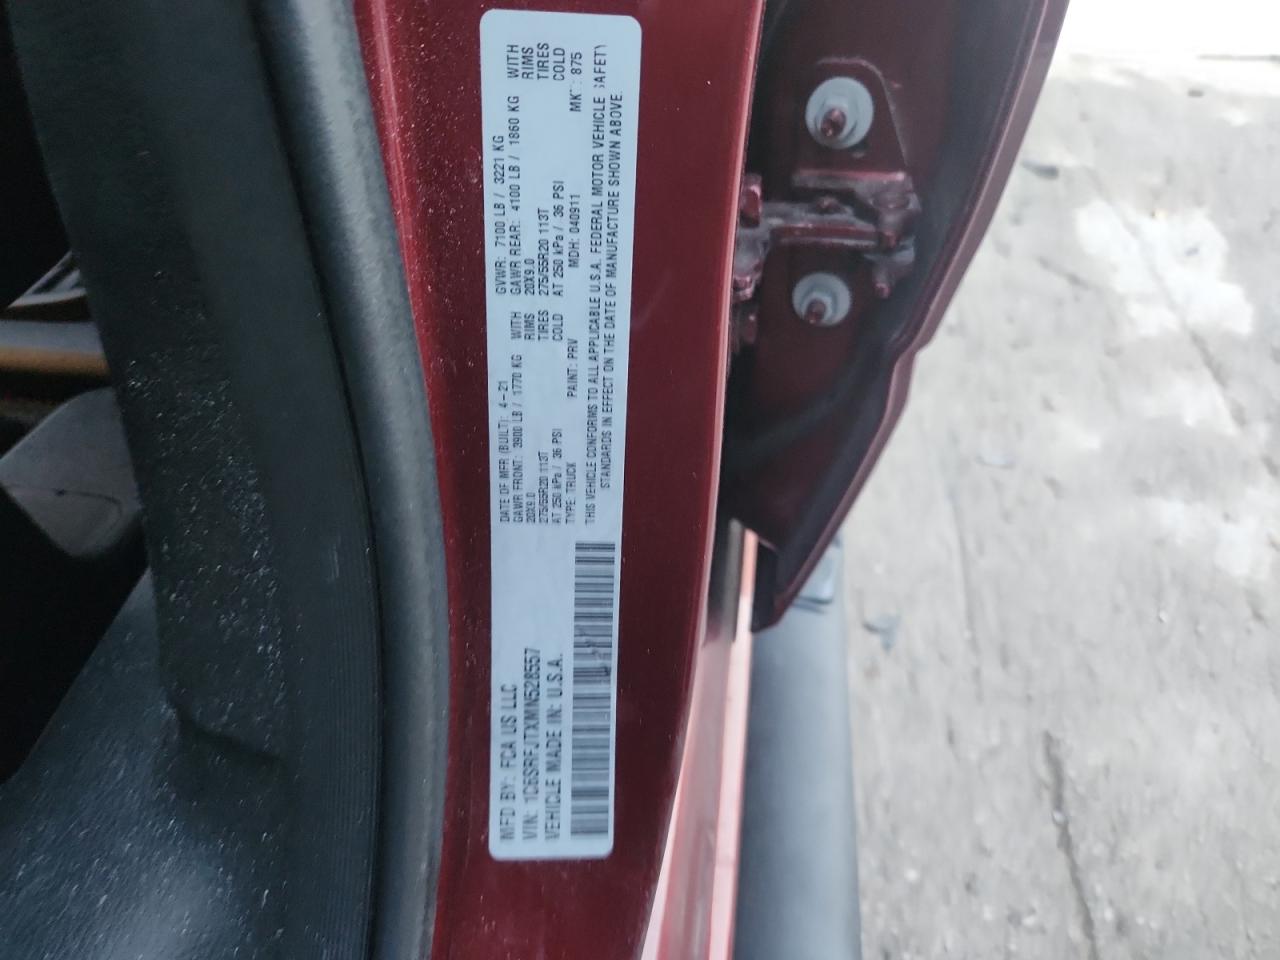 MFD BY: FCA US LLC
VIN: 1C6SRFJTXMN528557
VEHICLE MADE IN: U.S.A.
DATE OF MFR (BUILT): 4-21 GVWR: 7100 LB / 3221 KG
GAWR FRONT: 3900 LB / 1770 KG WITH GAWR REAR: 4100 LB / 1860 KG WITH
20X9.0 RIMS 20X9.0 RIMS
275/55R20 113T TIRES 275/55R20 113T TIRES
AT 250 kPa / 36 PSI COLD AT 250 kPa / 36 PSI COLD
TYPE: TRUCK PAINT: PRV MDH: 040911 MKT: 875
THIS VEHICLE CONFORMS TO ALL APPLICABLE U.S.A. FEDERAL MOTOR VEHICLE SAFETY
STANDARDS IN EFFECT ON THE DATE OF MANUFACTURE SHOWN ABOVE.